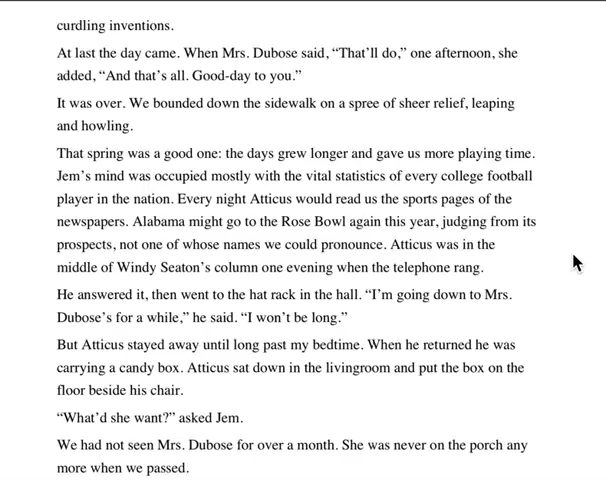 curdling inventions.
At last the day came. When Mrs. Dubose said, “That’ll do,” one afternoon, she
added, “And that’s all. Good-day to you.”
It was over. We bounded down the sidewalk on a spree of sheer relief, leaping
and howling.
That spring was a good one: the days grew longer and gave us more playing time.
Jem’s mind was occupied mostly with the vital statistics of every college football
player in the nation. Every night Atticus would read us the sports pages of the
newspapers. Alabama might go to the Rose Bowl again this year, judging from its
prospects, not one of whose names we could pronounce. Atticus was in the
middle of Windy Seaton’s column one evening when the telephone rang.
He answered it, then went to the hat rack in the hall. “I’m going down to Mrs.
Dubose’s for a while,” he said. “I won’t be long.”
But Atticus stayed away until long past my bedtime. When he returned he was
carrying a candy box. Atticus sat down in the livingroom and put the box on the
floor beside his chair.
“What’d she want?” asked Jem.
We had not seen Mrs. Dubose for over a month. She was never on the porch any
more when we passed.